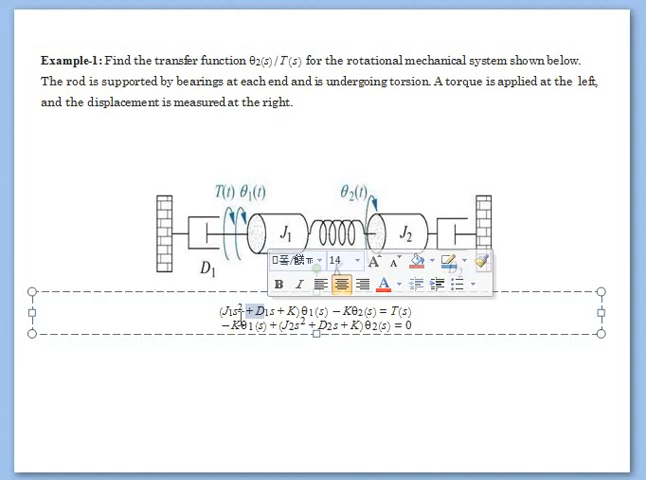 Example-1: Find the transfer function θ2(s) / T(s) for the rotational mechanical system shown below.
The rod is supported by bearings at each end and is undergoing torsion. A torque is applied at the left,
and the displacement is measured at the right.
T(t) θ1(t) θ2(t)
J1 J2
D1
14 A A
B I A
(J1s² + D1s + K)θ1(s) − Kθ2(s) = T(s)
−Kθ1(s) + (J2s² + D2s + K)θ2(s) = 0